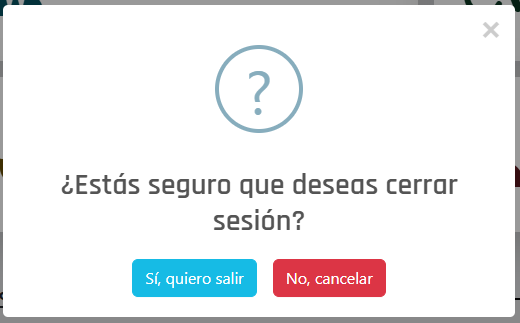 ?
¿Estás seguro que deseas cerrar
sesión?
Sí, quiero salir
No, cancelar